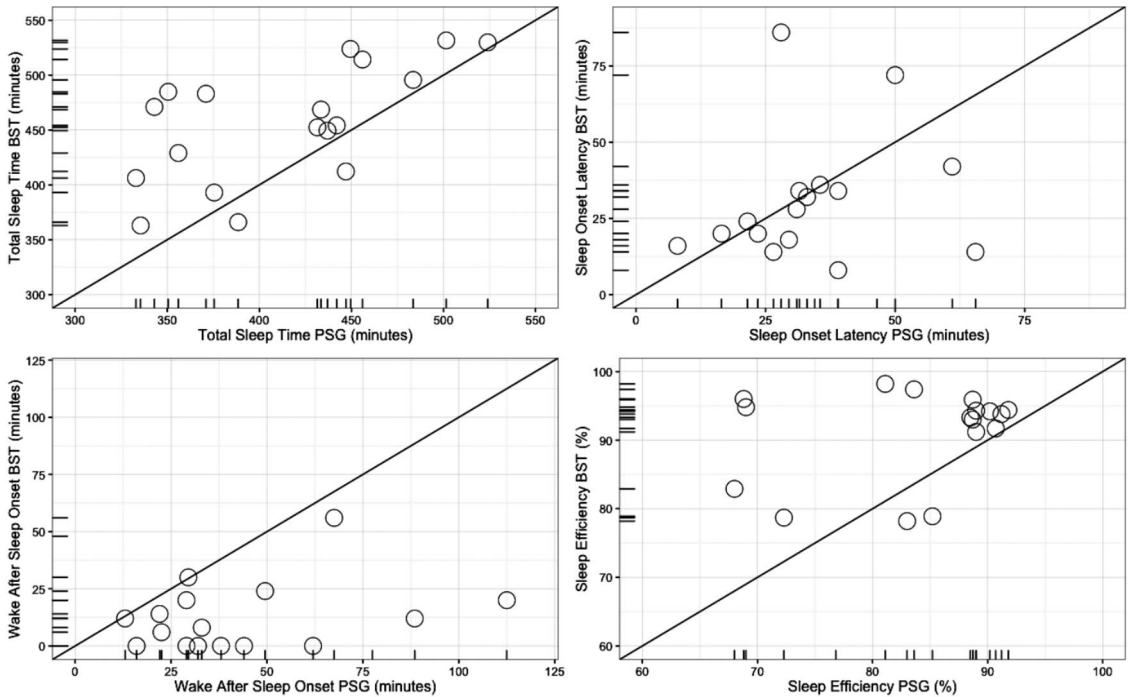 Total Sleep Time BST (minutes)
550
500
450
400
350
300
300 350 400 450 500 550
Total Sleep Time PSG (minutes)
Sleep Onset Latency BST (minutes)
75
50
25
0
0 25 50 75
Sleep Onset Latency PSG (minutes)
Wake After Sleep Onset BST (minutes)
125
100
75
50
25
0
0 25 50 75 100 125
Wake After Sleep Onset PSG (minutes)
Sleep Efficiency BST (%)
100
90
80
70
60
60 70 80 90 100
Sleep Efficiency PSG (%)